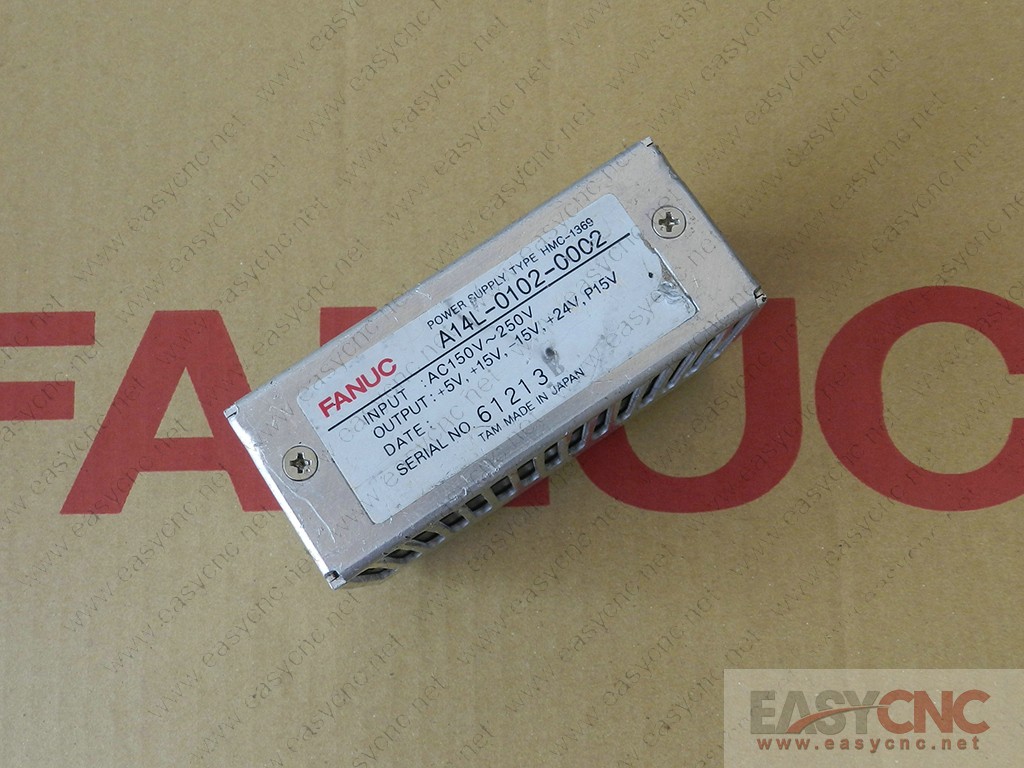 POWER SUPPLY TYPE HMC-1369
FANUC A14L-0102-0002
INPUT : AC150V~250V
OUTPUT : +5V, +15V, -15V, +24V, P15V
DATE :
SERIAL NO. 61213
TAM MADE IN JAPAN
FANUC
EASYCNC
www.easycnc.net